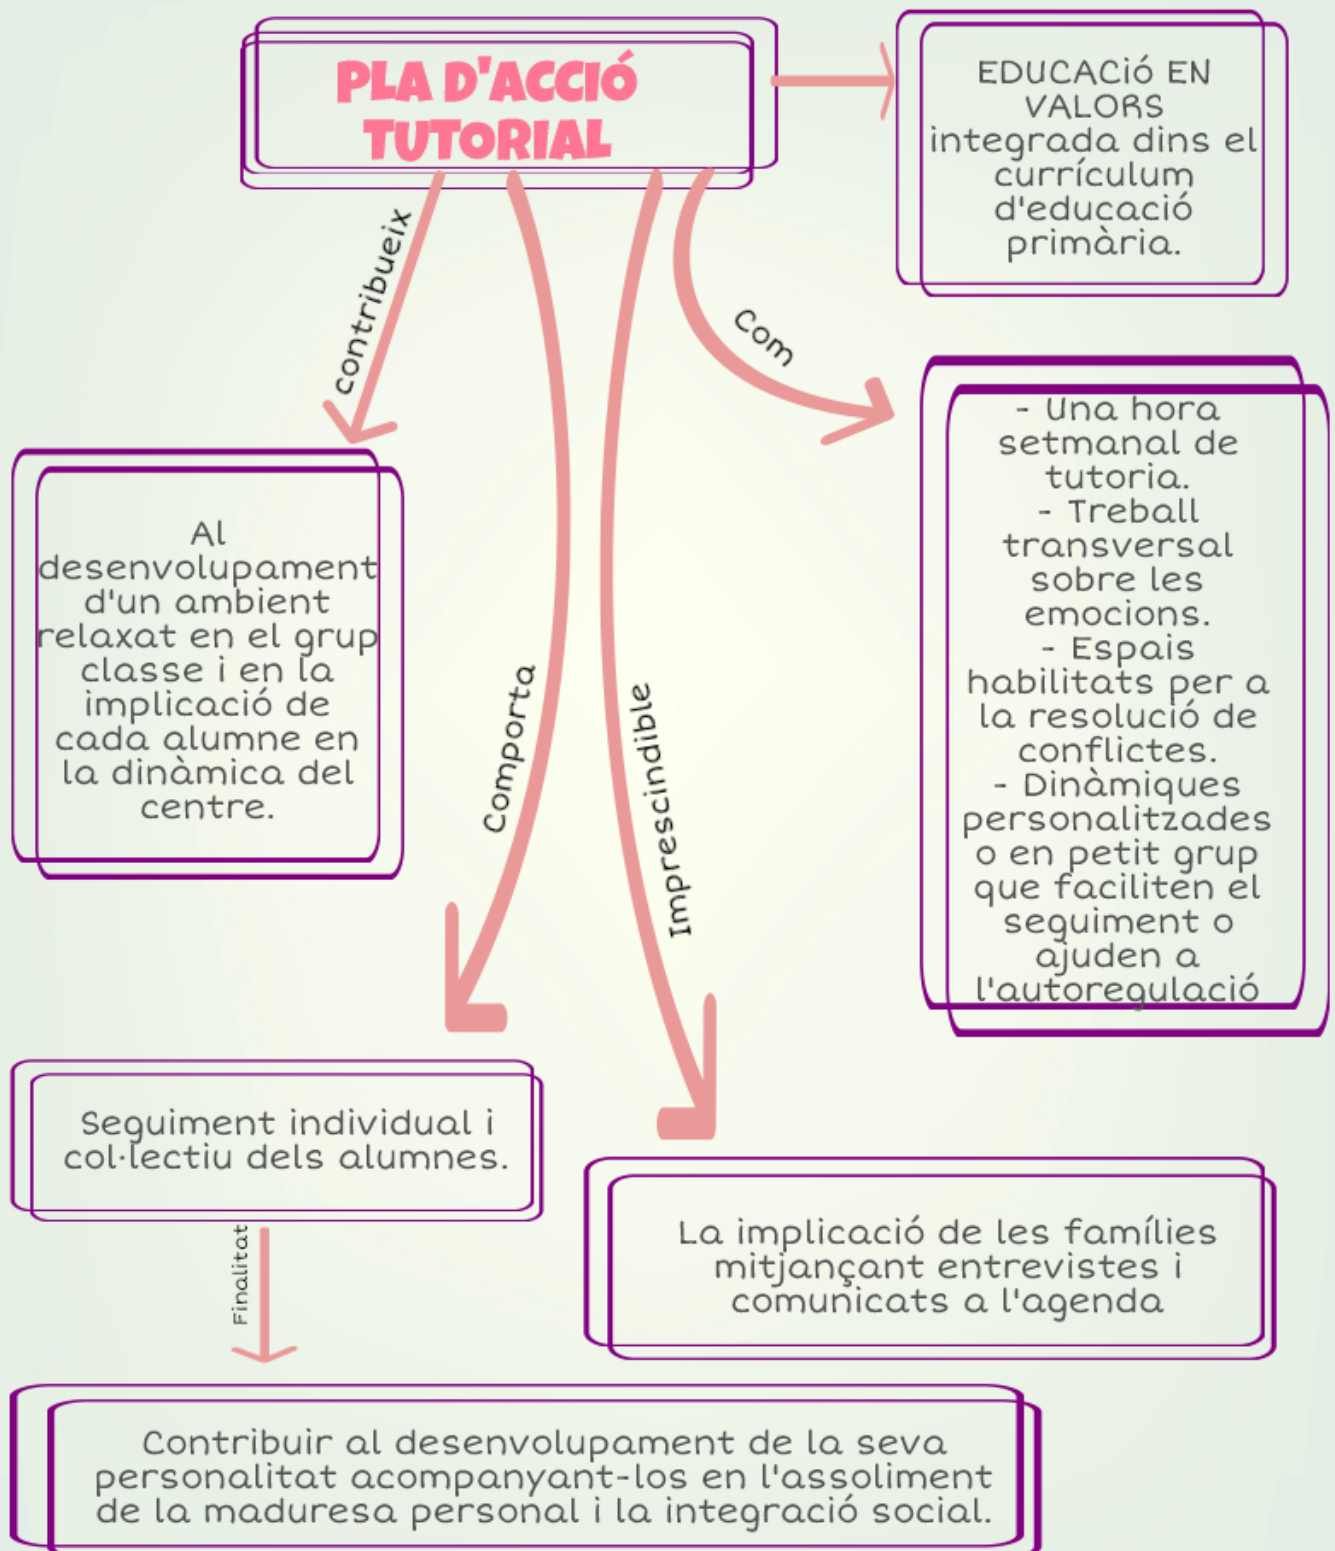 PLA D'ACCIÓ
TUTORIAL
EDUCACIÓ EN
VALORS
integrada dins el
currículum
d'educació
primària.
contribueix
Com
Al
desenvolupament
d'un ambient
relaxat en el grup
classe i en la
implicació de
cada alumne en
la dinàmica del
centre.
- Una hora
setmanal de
tutoria.
- Treball
transversal
sobre les
emocions.
- Espais
habilitats per a
la resolució de
conflictes.
- Dinàmiques
personalitzades
o en petit grup
que faciliten el
seguiment o
ajuden a
l'autoregulació
Comporta
Imprescindible
Seguiment individual i
col·lectiu dels alumnes.
La implicació de les famílies
mitjançant entrevistes i
comunicats a l'agenda
Finalitat
Contribuir al desenvolupament de la seva
personalitat acompanyant-los en l'assoliment
de la maduresa personal i la integració social.